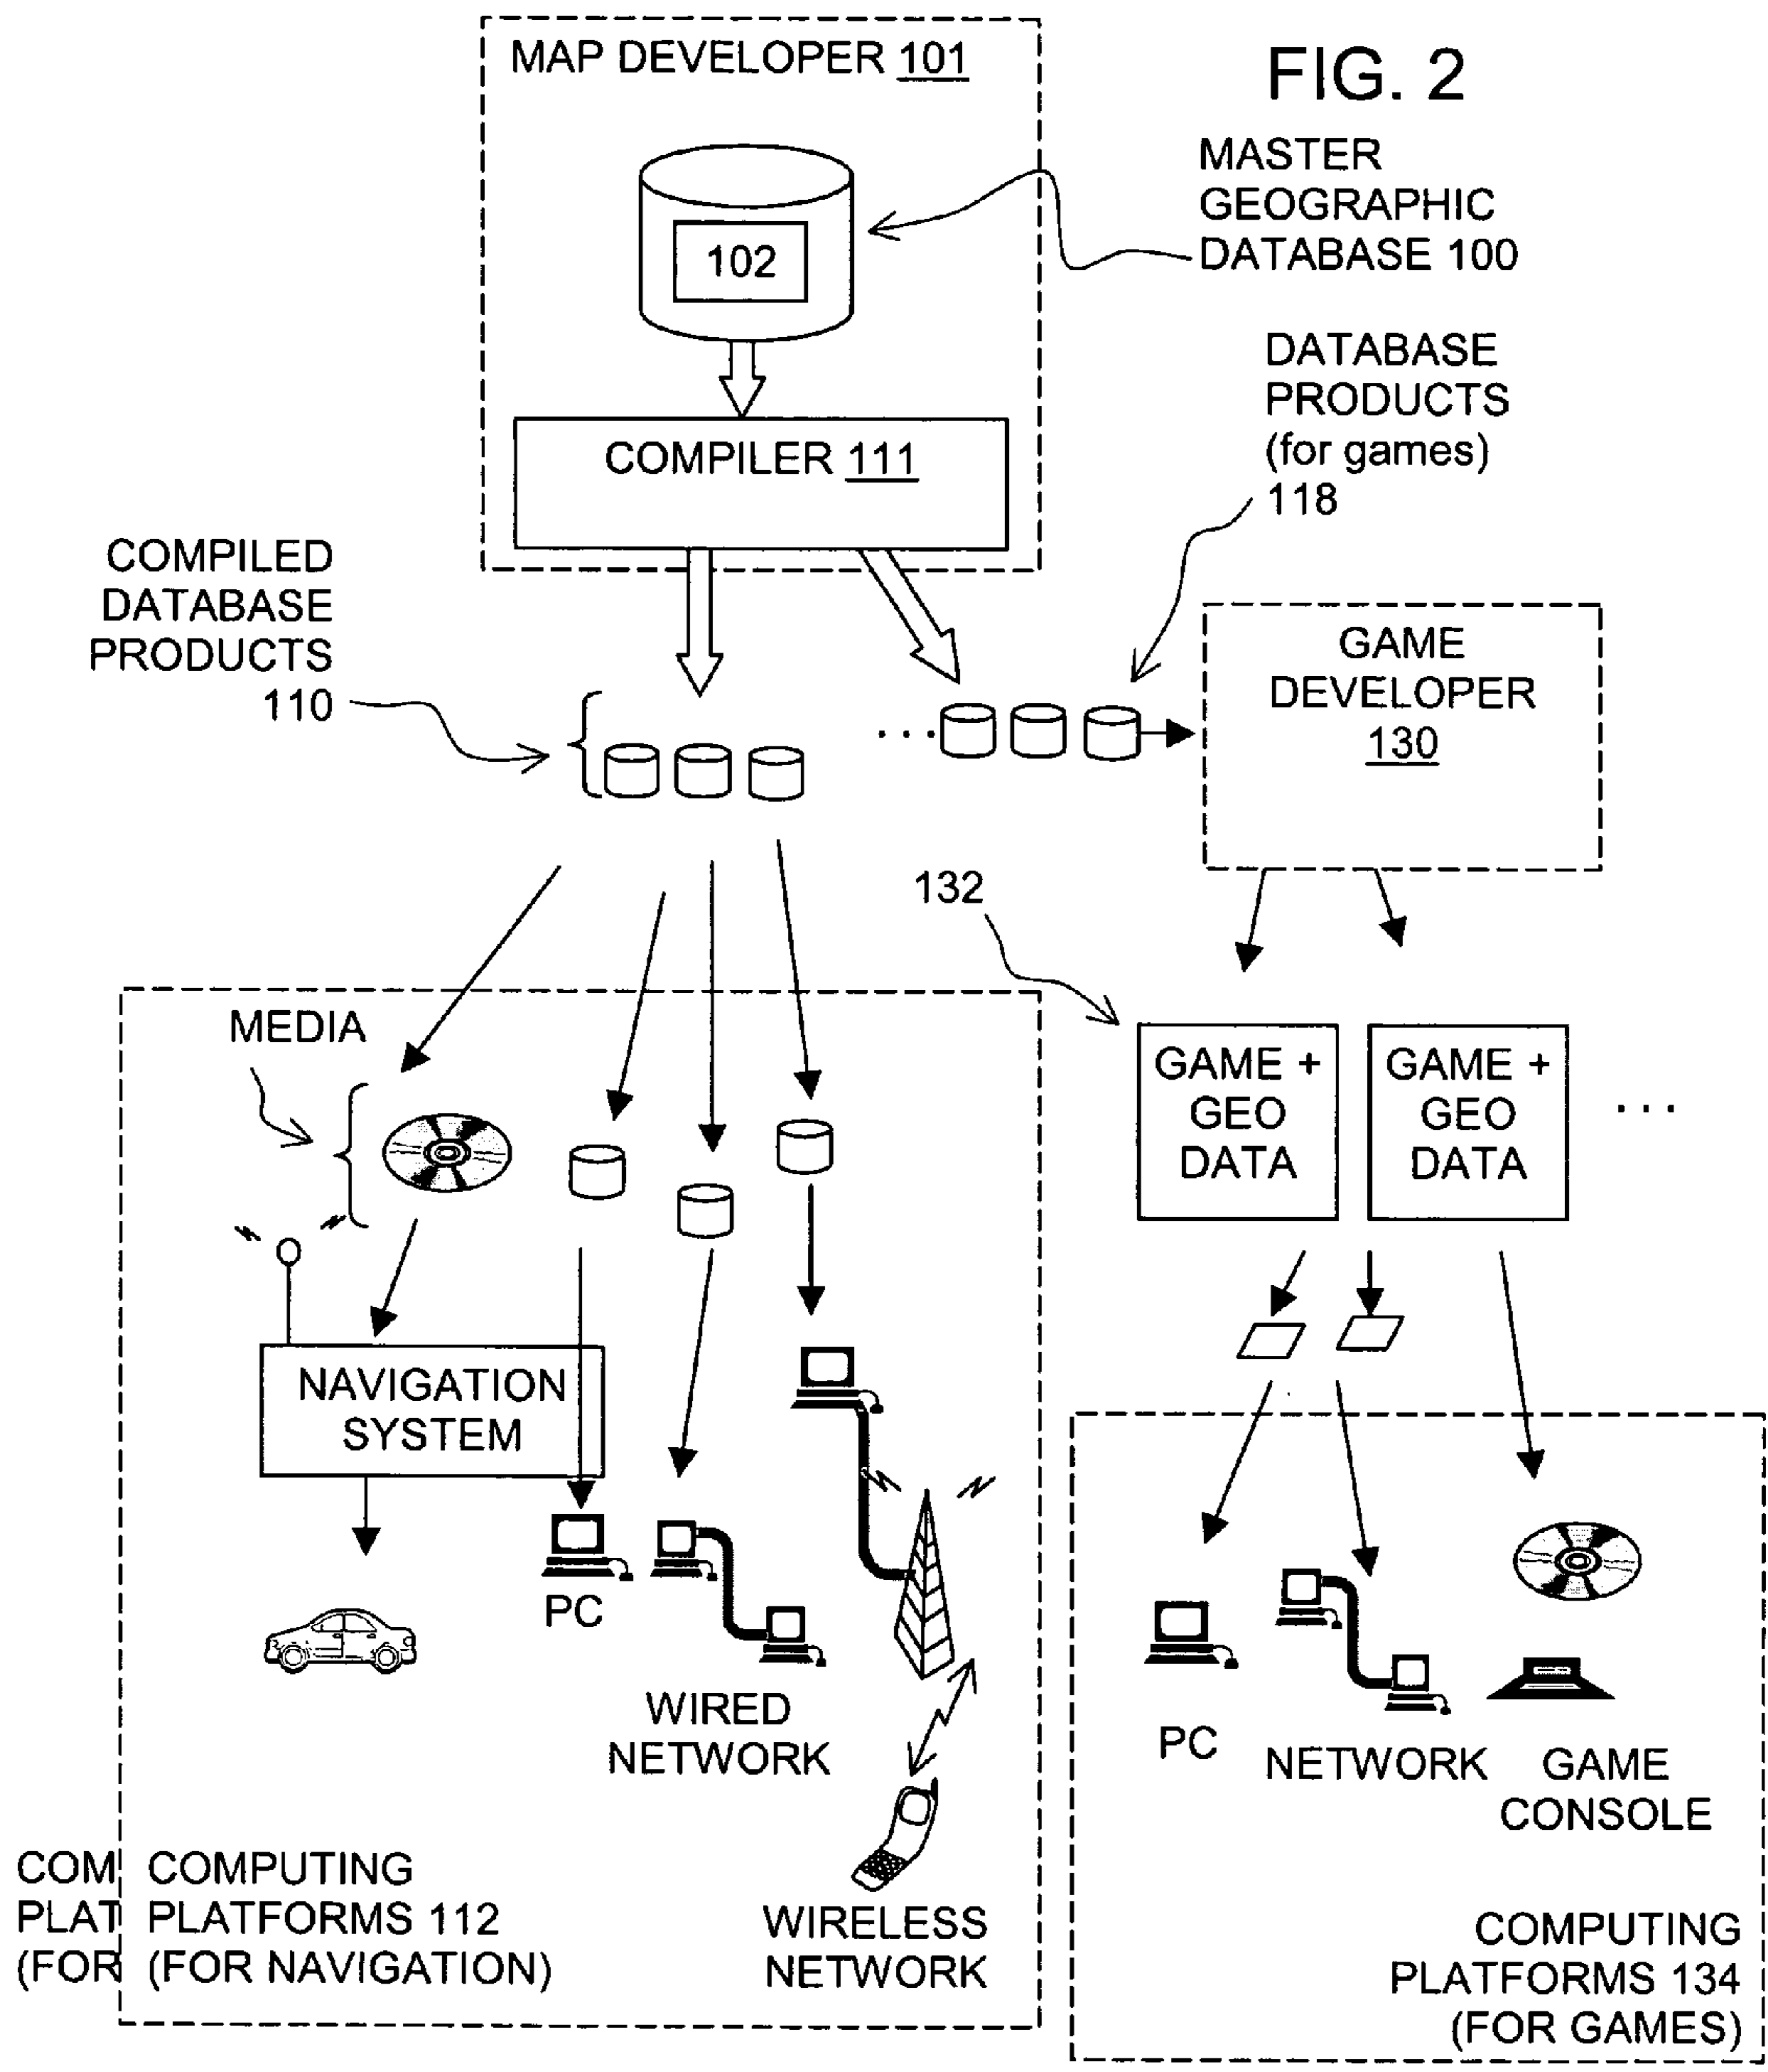 FIG. 2
MAP DEVELOPER 101
102
MASTER
GEOGRAPHIC
DATABASE 100
COMPILER 111
DATABASE
PRODUCTS
(for games)
118
COMPILED
DATABASE
PRODUCTS
110
...
GAME
DEVELOPER
130
132
MEDIA
GAME +
GEO
DATA
GAME +
GEO
DATA
...
NAVIGATION
SYSTEM
PC
WIRED
NETWORK
WIRELESS
NETWORK
COM
PLAT
(FOR
COMPUTING
PLATFORMS 112
(FOR NAVIGATION)
PC
NETWORK
GAME
CONSOLE
COMPUTING
PLATFORMS 134
(FOR GAMES)